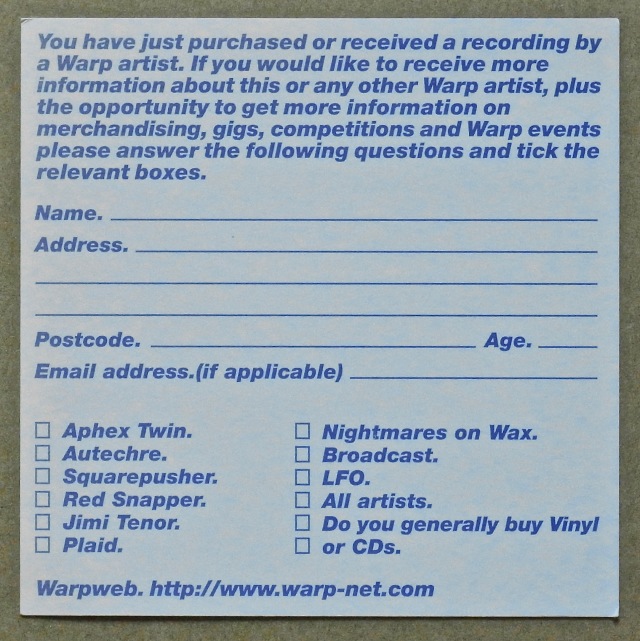 You have just purchased or received a recording by
a Warp artist. If you would like to receive more
information about this or any other Warp artist, plus
the opportunity to get more information on
merchandising, gigs, competitions and Warp events
please answer the following questions and tick the
relevant boxes.
Name.
Address.
Postcode. Age.
Email address.(if applicable)
Aphex Twin.
Autechre.
Squarepusher.
Red Snapper.
Jimi Tenor.
Plaid.
Nightmares on Wax.
Broadcast.
LFO.
All artists.
Do you generally buy Vinyl
or CDs.
Warpweb. http://www.warp-net.com